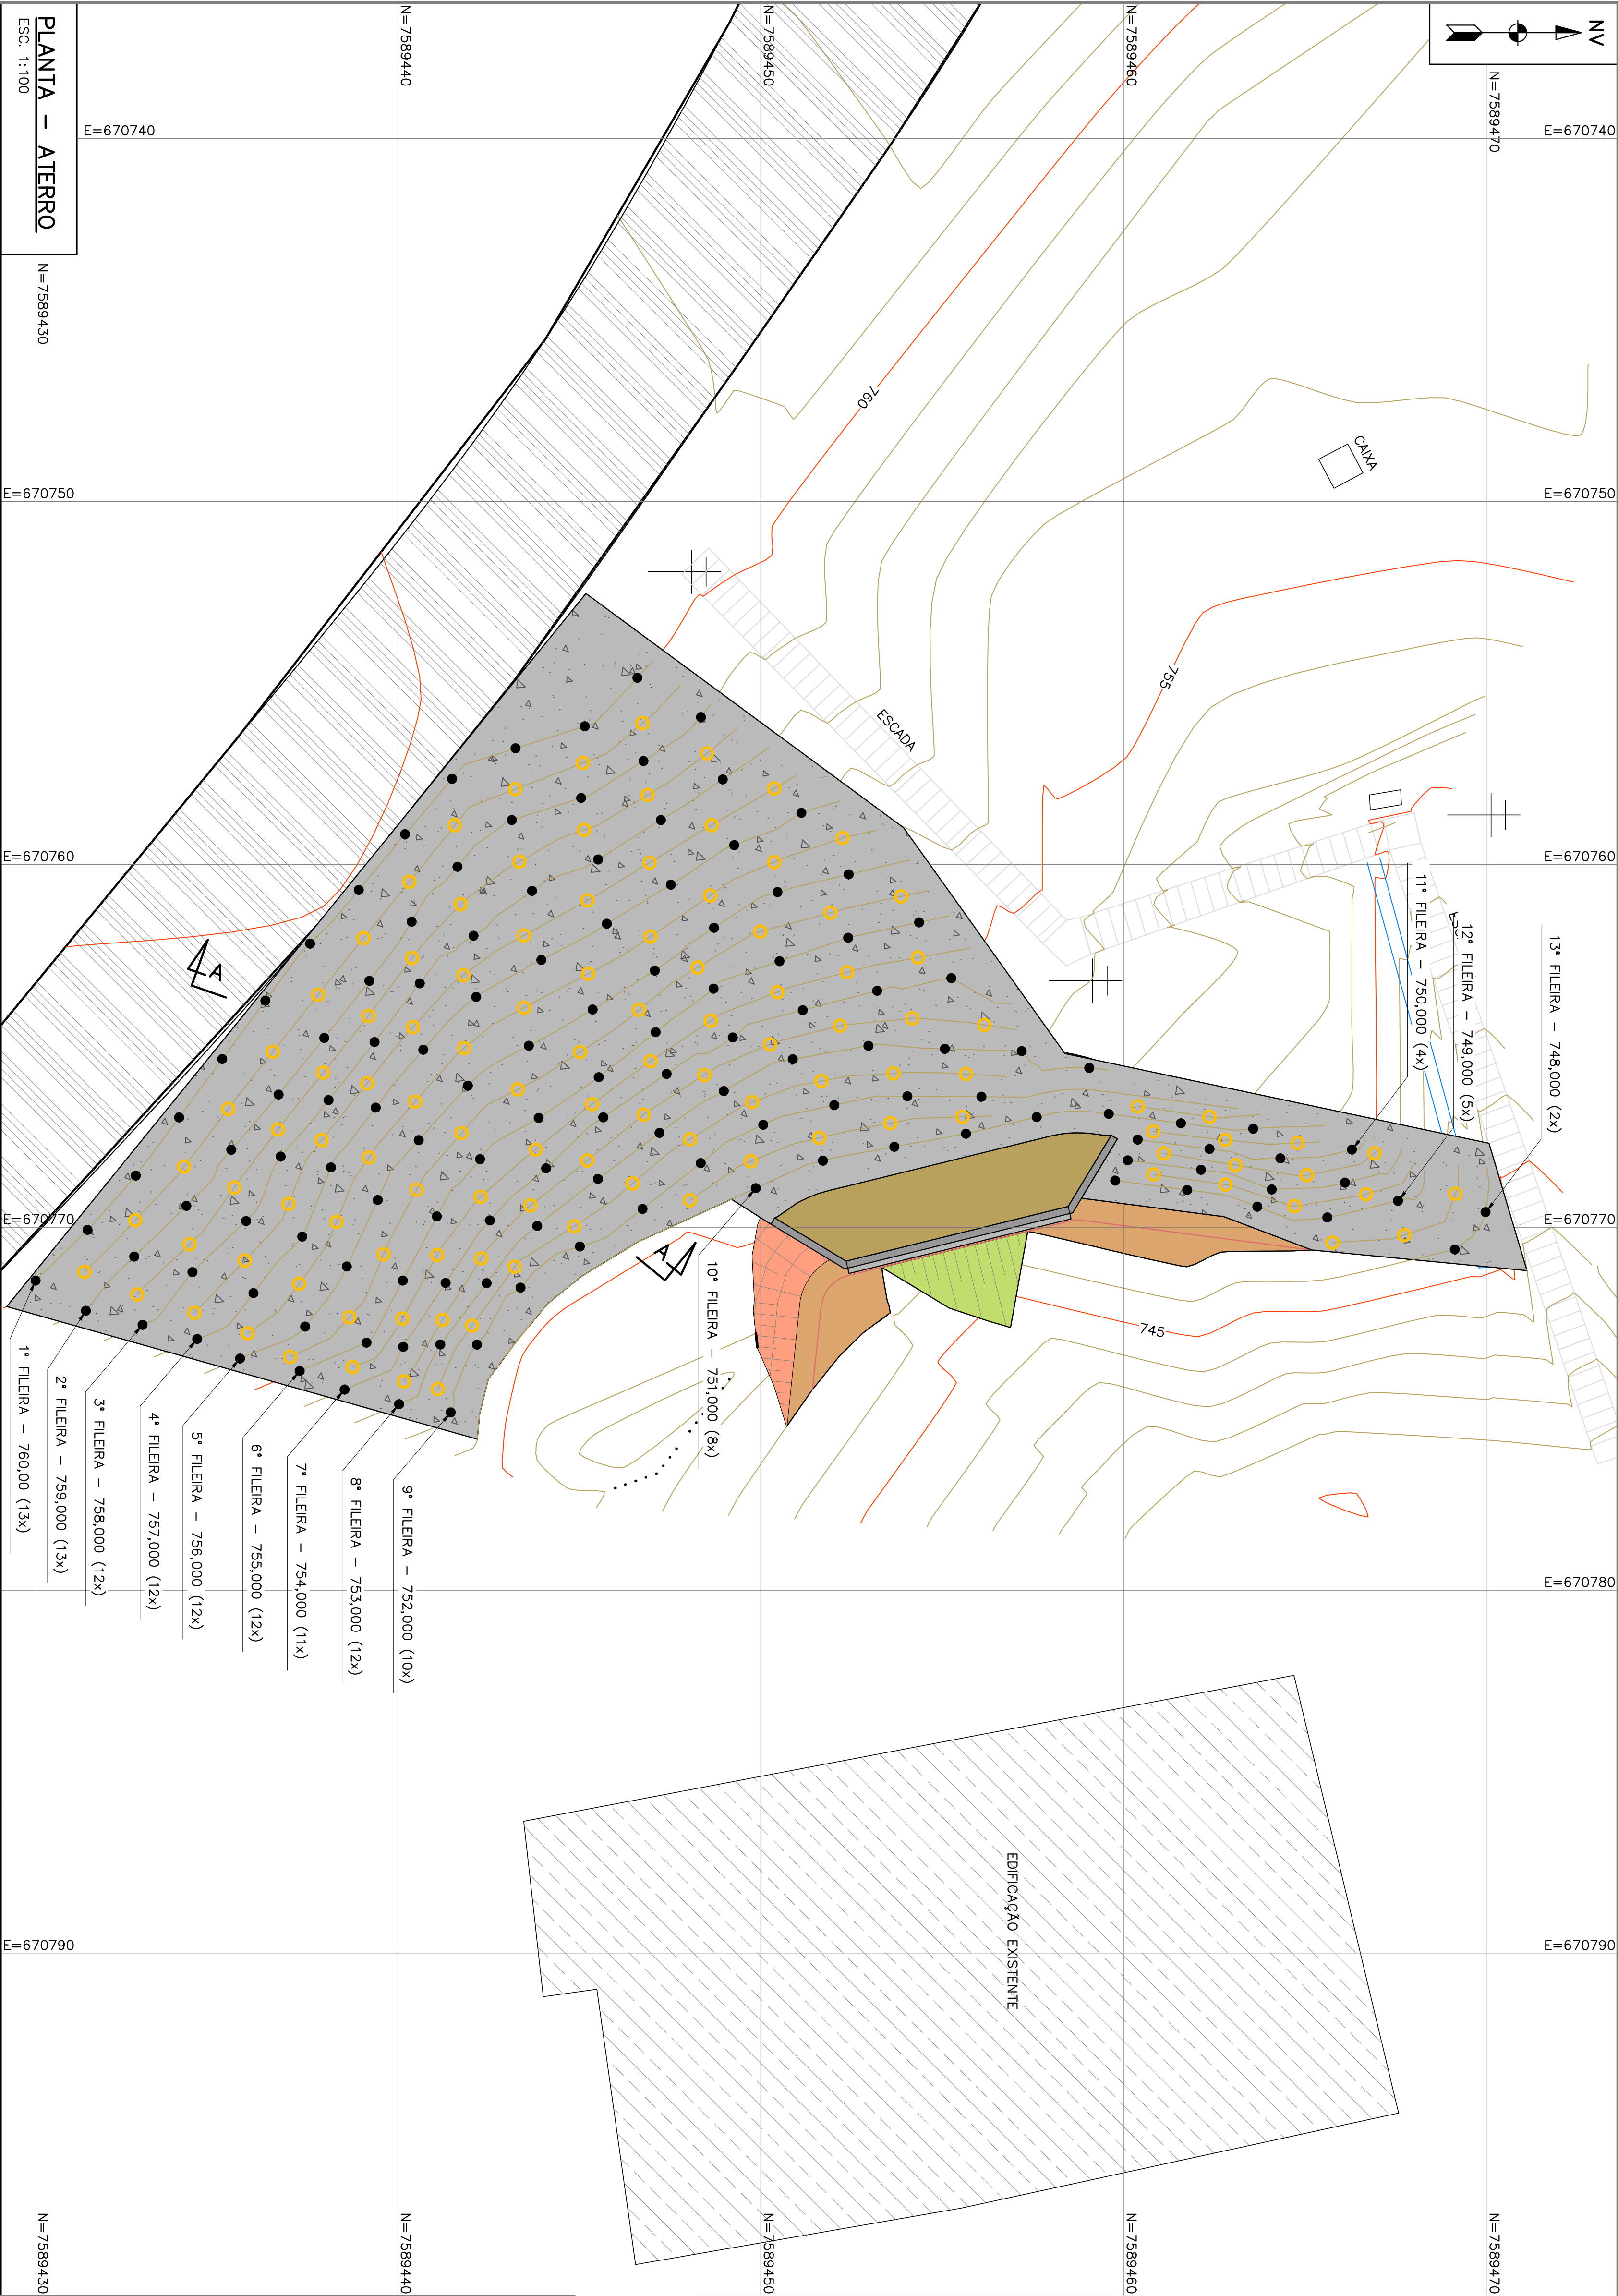 NV
N=7589440
N=7589450
N=7589460
N=7589470
PLANTA – ATERRO
ESC. 1:100
E=670740
E=670740
N=7589430
760
CAIXA
E=670750
E=670750
755
ESCADA
E=670760
E=670760
11° FILEIRA – 750,000 (4x)
12° FILEIRA – 749,000 (5x)
13° FILEIRA – 748,000 (2x)
A
E=670770
E=670770
A
10° FILEIRA – 751,000 (8x)
745
1° FILEIRA – 760,00 (13x)
2° FILEIRA – 759,000 (13x)
3° FILEIRA – 758,000 (12x)
4° FILEIRA – 757,000 (12x)
5° FILEIRA – 756,000 (12x)
6° FILEIRA – 755,000 (12x)
7° FILEIRA – 754,000 (11x)
8° FILEIRA – 753,000 (12x)
9° FILEIRA – 752,000 (10x)
E=670780
E=670780
EDIFICAÇÃO EXISTENTE
E=670790
E=670790
N=7589430
N=7589440
N=7589450
N=7589460
N=7589470